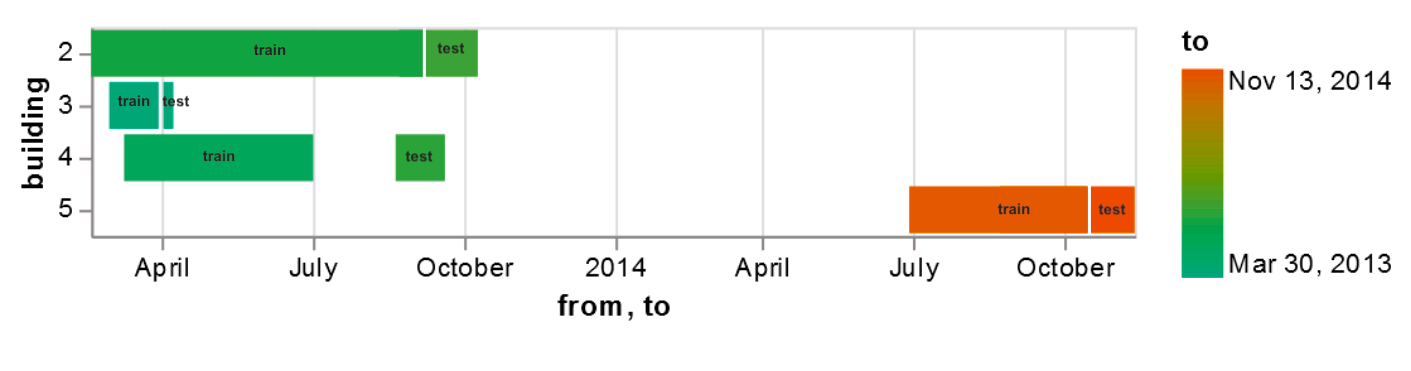 to
Nov 13, 2014
Mar 30, 2013
building
2
train
test
3
train
test
4
train
test
5
train
test
April
July
October
2014
April
July
October
from, to